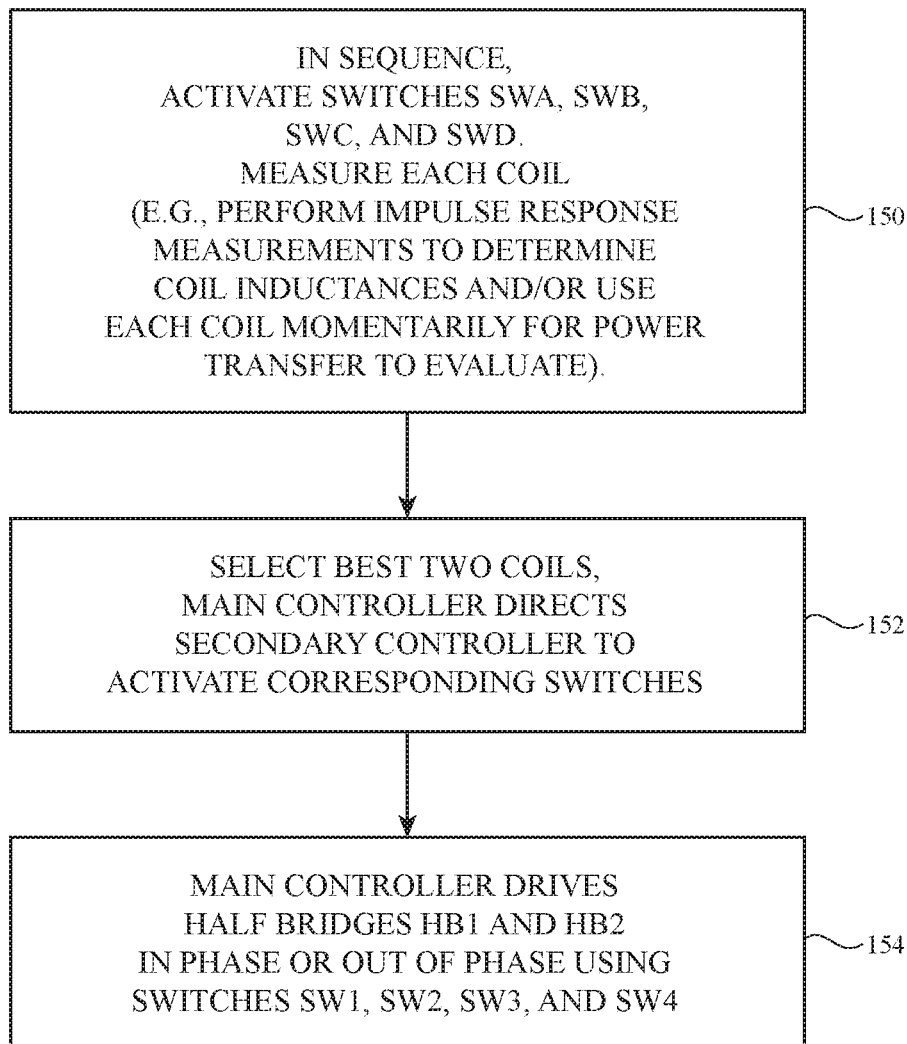 IN SEQUENCE,
ACTIVATE SWITCHES SWA, SWB,
SWC, AND SWD.
MEASURE EACH COIL
(E.G., PERFORM IMPULSE RESPONSE
MEASUREMENTS TO DETERMINE
COIL INDUCTANCES AND/OR USE
EACH COIL MOMENTARILY FOR POWER
TRANSFER TO EVALUATE).
150
SELECT BEST TWO COILS,
MAIN CONTROLLER DIRECTS
SECONDARY CONTROLLER TO
ACTIVATE CORRESPONDING SWITCHES
152
MAIN CONTROLLER DRIVES
HALF BRIDGES HB1 AND HB2
IN PHASE OR OUT OF PHASE USING
SWITCHES SW1, SW2, SW3, AND SW4
154